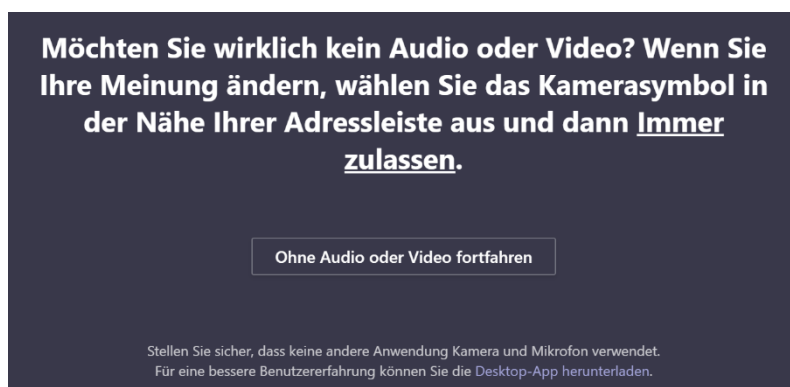 Möchten Sie wirklich kein Audio oder Video? Wenn Sie
Ihre Meinung ändern, wählen Sie das Kamerasymbol in
der Nähe Ihrer Adressleiste aus und dann Immer
zulassen.
Ohne Audio oder Video fortfahren
Stellen Sie sicher, dass keine andere Anwendung Kamera und Mikrofon verwendet.
Für eine bessere Benutzererfahrung können Sie die Desktop-App herunterladen.